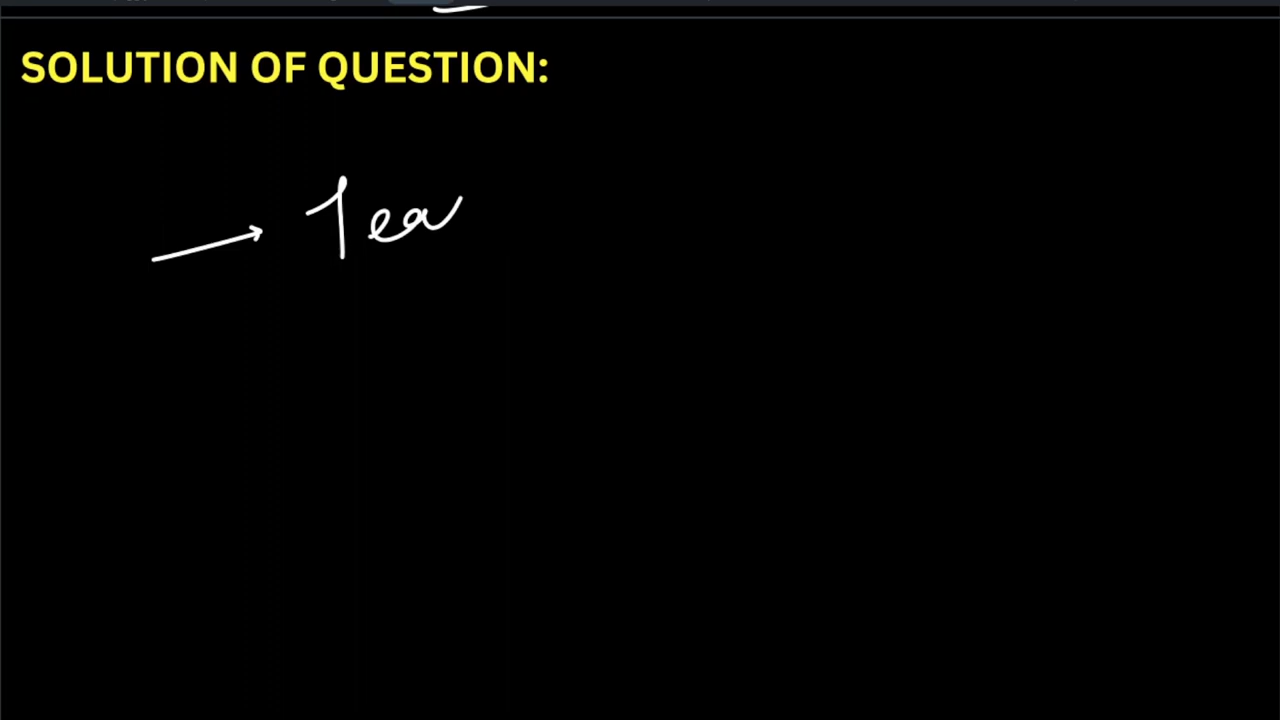 SOLUTION OF QUESTION:
→ Tea